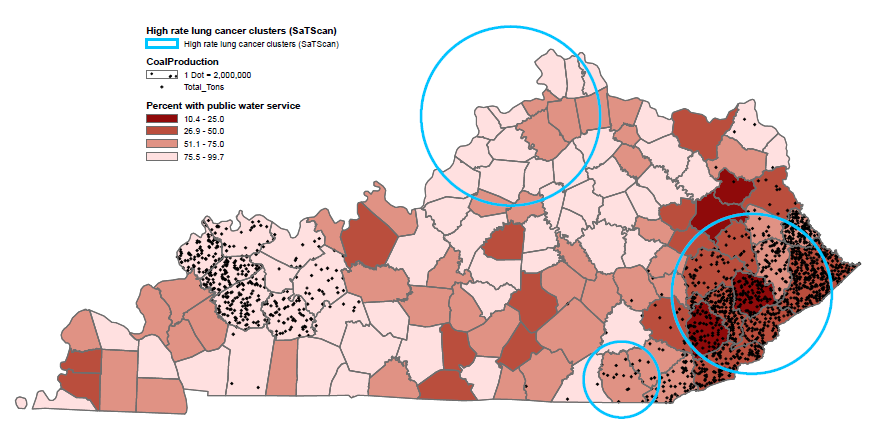 High rate lung cancer clusters (SaTScan)
High rate lung cancer clusters (SaTScan)
CoalProduction
1 Dot = 2,000,000
Total_Tons
Percent with public water service
10.4 - 25.0
26.9 - 50.0
51.1 - 75.0
75.5 - 99.7